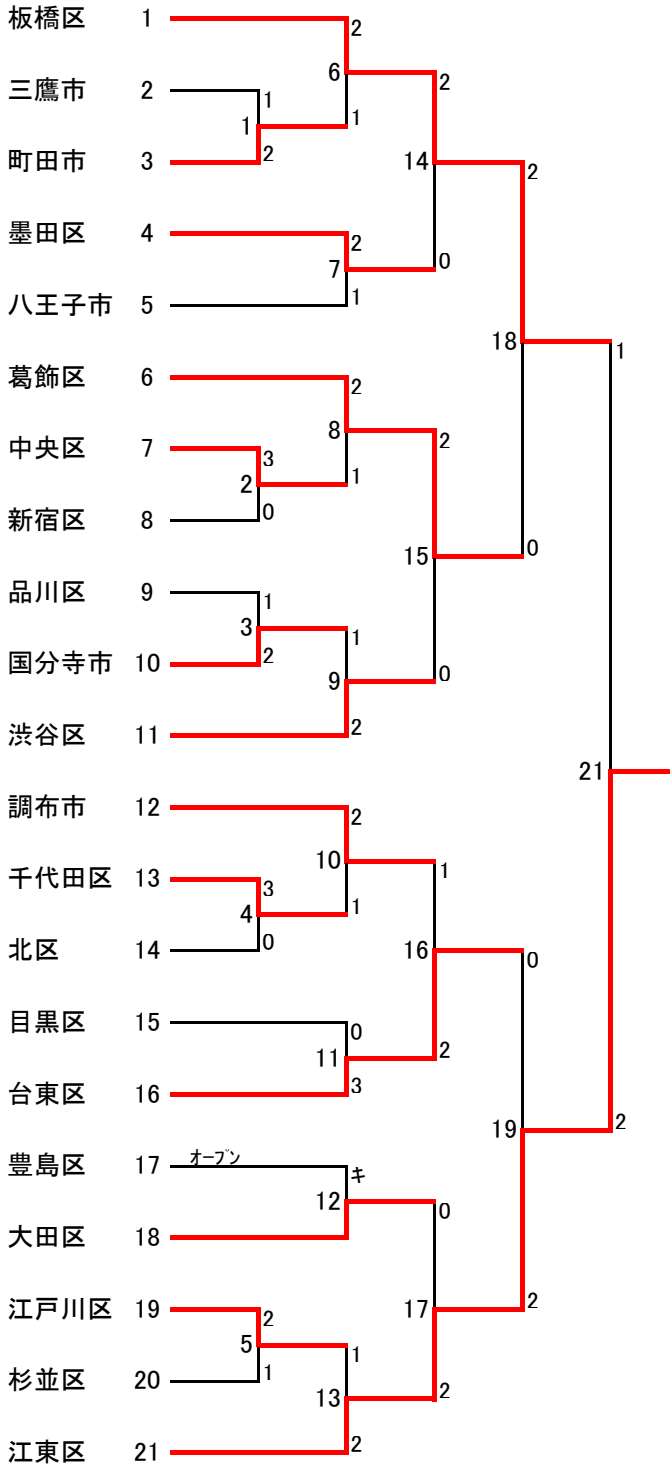 板橋区 1
2
6
2
三鷹市 2
1
1
1
14
2
町田市 3
2
墨田区 4
2
7
0
八王子市 5
1
18
1
葛飾区 6
2
8
2
中央区 7
3
2
1
新宿区 8
0
15
0
品川区 9
1
3
1
国分寺市 10
2
9
0
渋谷区 11
2
21
調布市 12
2
10
1
千代田区 13
3
4
1
北区 14
0
16
0
目黒区 15
0
11
2
台東区 16
3
19
2
豊島区 17 オープン
キ
12
0
大田区 18
江戸川区 19
2
17
2
5
1
杉並区 20
1
13
2
江東区 21
2